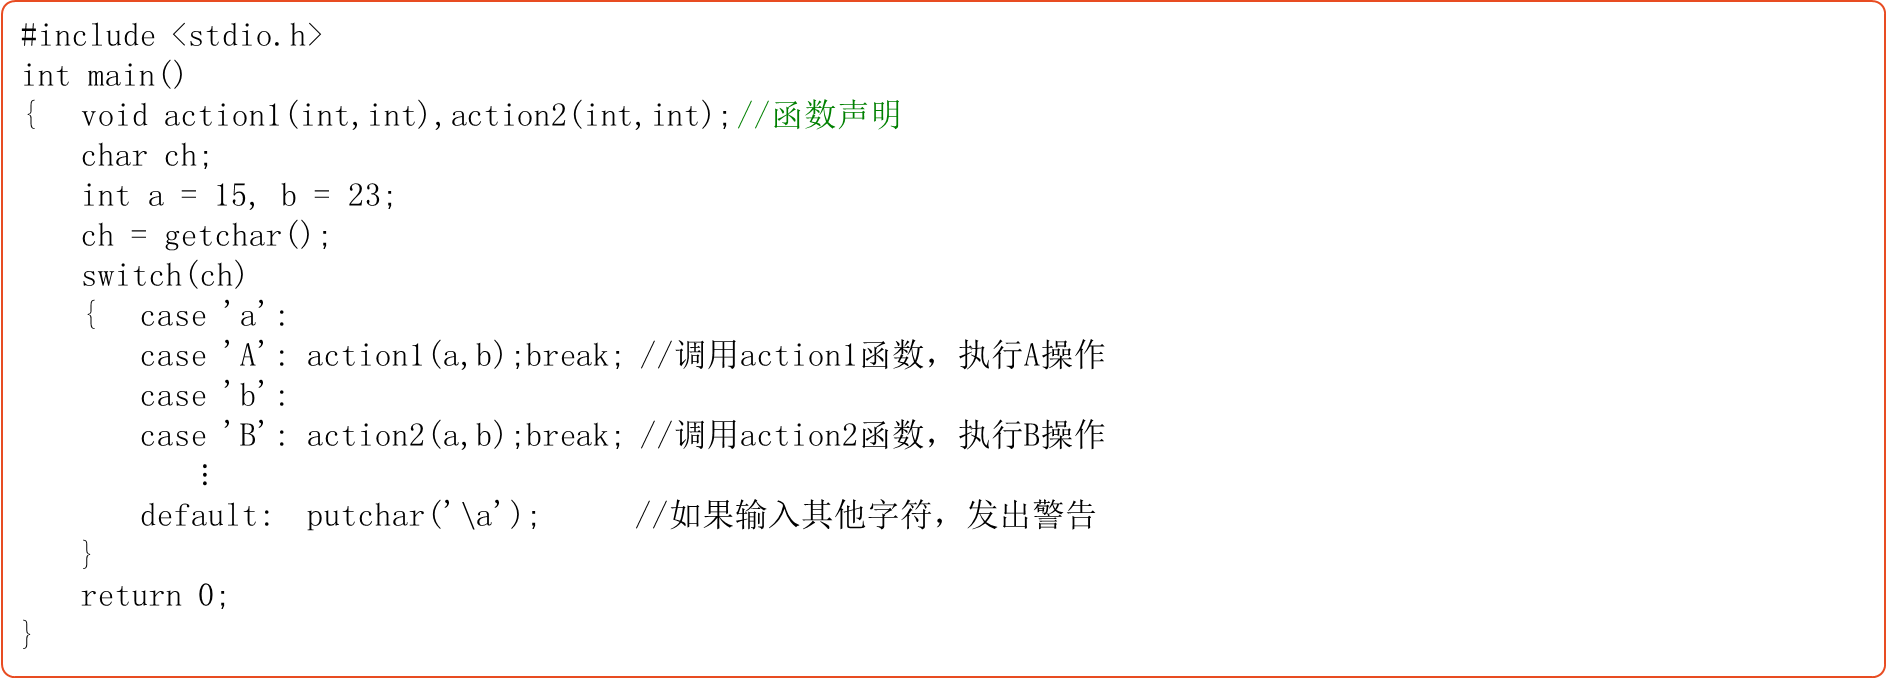 #include <stdio.h>
int main()
{ void action1(int,int),action2(int,int);//函数声明
char ch;
int a = 15, b = 23;
ch = getchar();
switch(ch)
{ case 'a':
case 'A': action1(a,b);break; //调用action1函数，执行A操作
case 'b':
case 'B': action2(a,b);break; //调用action2函数，执行B操作
⋮
default: putchar('\a'); //如果输入其他字符，发出警告
}
return 0;
}